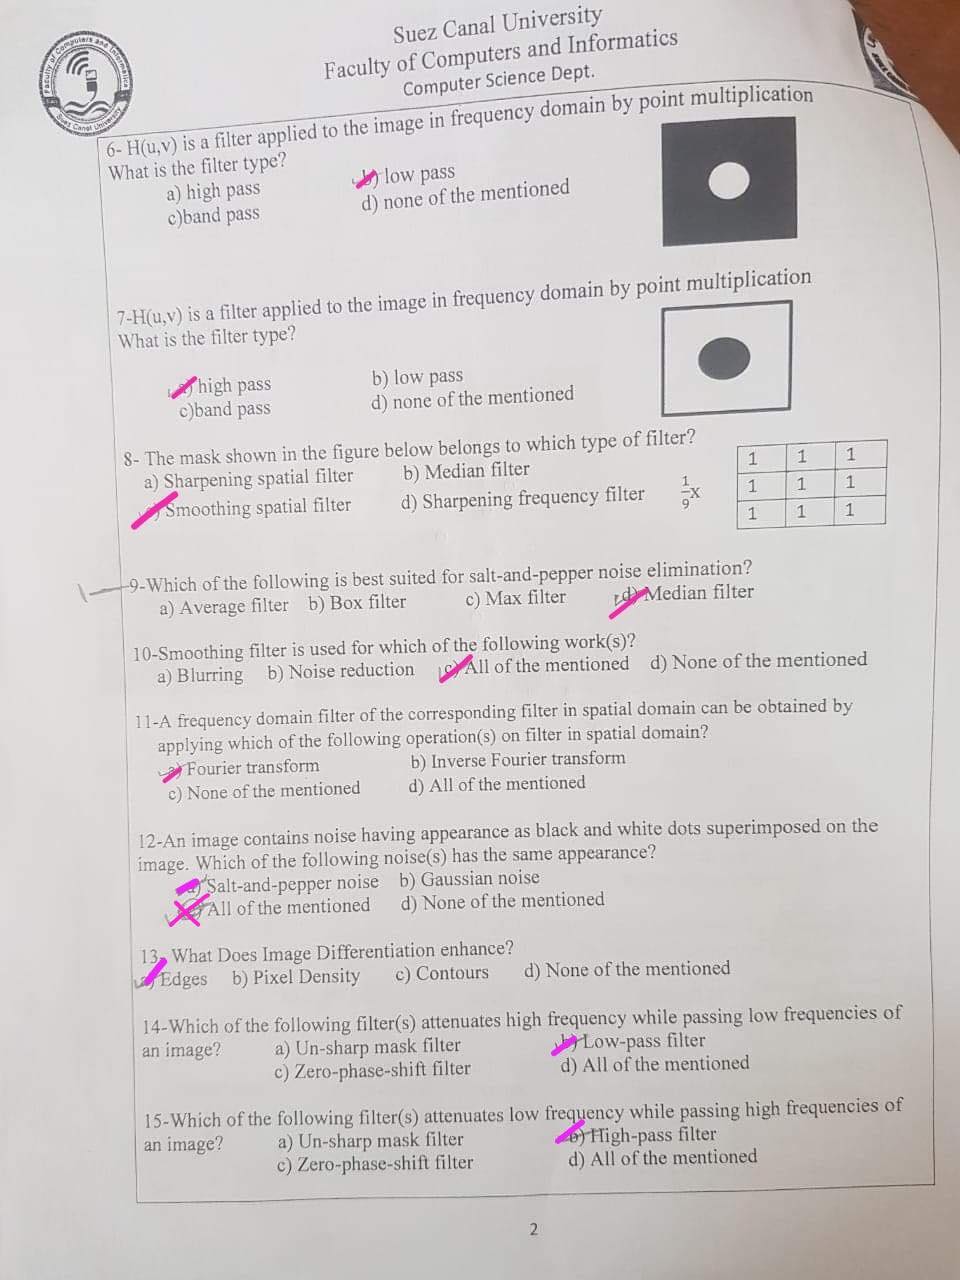 Suez Canal University
Faculty of Computers and Informatics
Computer Science Dept.
Faculty of Computers and Informatics
Suez Canal University
6- H(u,v) is a filter applied to the image in frequency domain by point multiplication
What is the filter type?
a) high pass b) low pass
c)band pass d) none of the mentioned
7-H(u,v) is a filter applied to the image in frequency domain by point multiplication
What is the filter type?
a) high pass b) low pass
c)band pass d) none of the mentioned
8- The mask shown in the figure below belongs to which type of filter?
a) Sharpening spatial filter b) Median filter
c) Smoothing spatial filter d) Sharpening frequency filter
1/9 x
1 1 1
1 1 1
1 1 1
9-Which of the following is best suited for salt-and-pepper noise elimination?
a) Average filter b) Box filter c) Max filter d) Median filter
10-Smoothing filter is used for which of the following work(s)?
a) Blurring b) Noise reduction c) All of the mentioned d) None of the mentioned
11-A frequency domain filter of the corresponding filter in spatial domain can be obtained by
applying which of the following operation(s) on filter in spatial domain?
a) Fourier transform b) Inverse Fourier transform
c) None of the mentioned d) All of the mentioned
12-An image contains noise having appearance as black and white dots superimposed on the
image. Which of the following noise(s) has the same appearance?
a) Salt-and-pepper noise b) Gaussian noise
c) All of the mentioned d) None of the mentioned
13- What Does Image Differentiation enhance?
a) Edges b) Pixel Density c) Contours d) None of the mentioned
14-Which of the following filter(s) attenuates high frequency while passing low frequencies of
an image? a) Un-sharp mask filter b) Low-pass filter
c) Zero-phase-shift filter d) All of the mentioned
15-Which of the following filter(s) attenuates low frequency while passing high frequencies of
an image? a) Un-sharp mask filter b) High-pass filter
c) Zero-phase-shift filter d) All of the mentioned
2